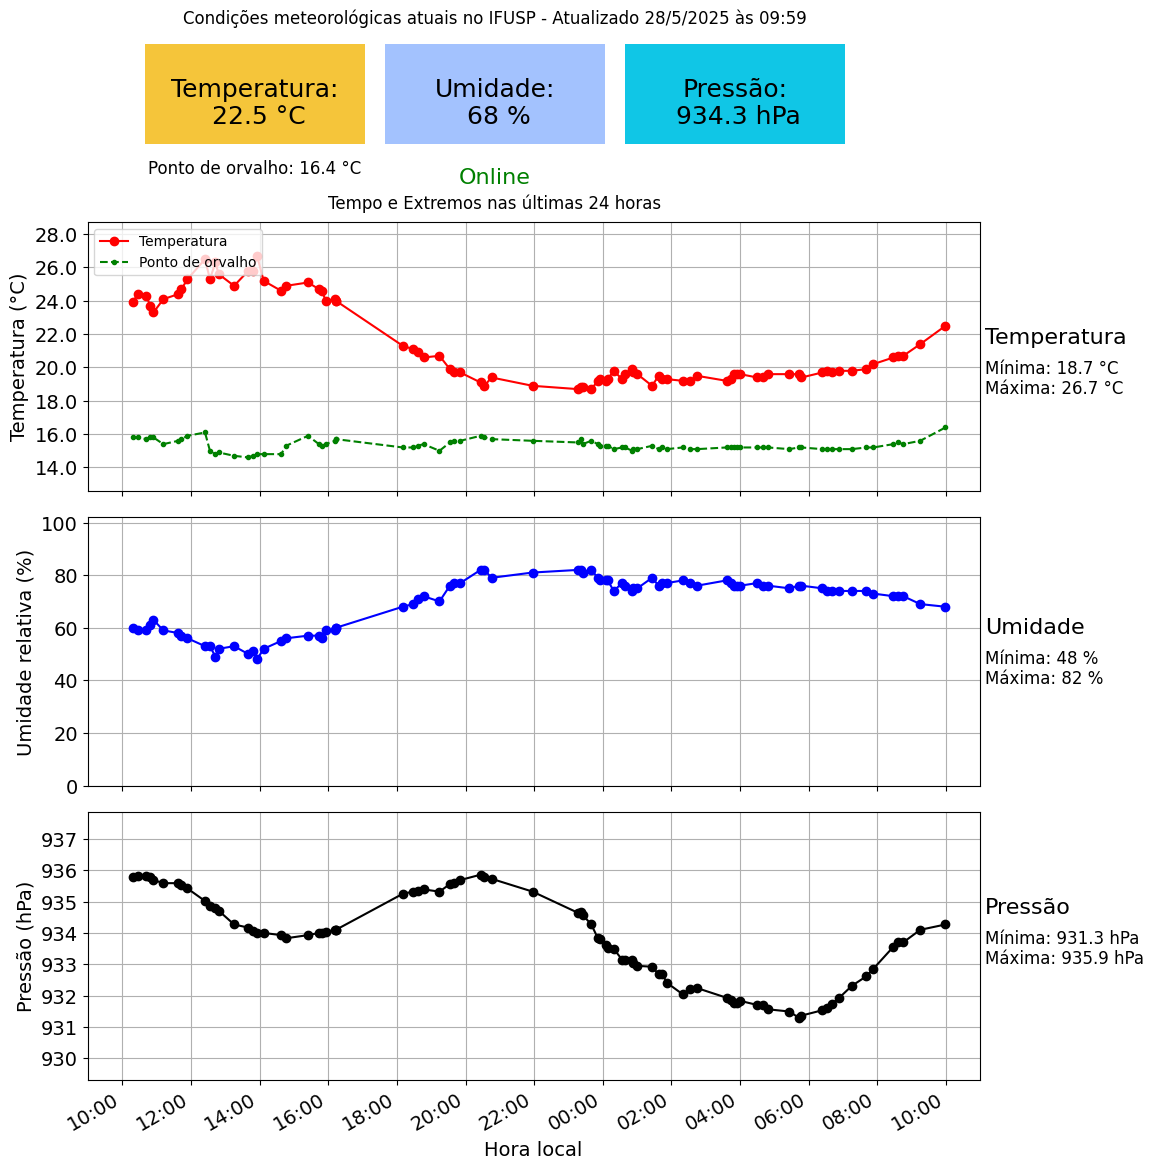 Condições meteorológicas atuais no IFUSP - Atualizado 28/5/2025 às 09:59
Temperatura:
22.5 °C
Umidade:
68 %
Pressão:
934.3 hPa
Ponto de orvalho: 16.4 °C
Online
Tempo e Extremos nas últimas 24 horas
Temperatura (°C)
28.0
26.0
24.0
22.0
20.0
18.0
16.0
14.0
Temperatura
Ponto de orvalho
Temperatura
Mínima: 18.7 °C
Máxima: 26.7 °C
Umidade relativa (%)
100
80
60
40
20
0
Umidade
Mínima: 48 %
Máxima: 82 %
Pressão (hPa)
937
936
935
934
933
932
931
930
Pressão
Mínima: 931.3 hPa
Máxima: 935.9 hPa
10:00 12:00 14:00 16:00 18:00 20:00 22:00 00:00 02:00 04:00 06:00 08:00 10:00
Hora local